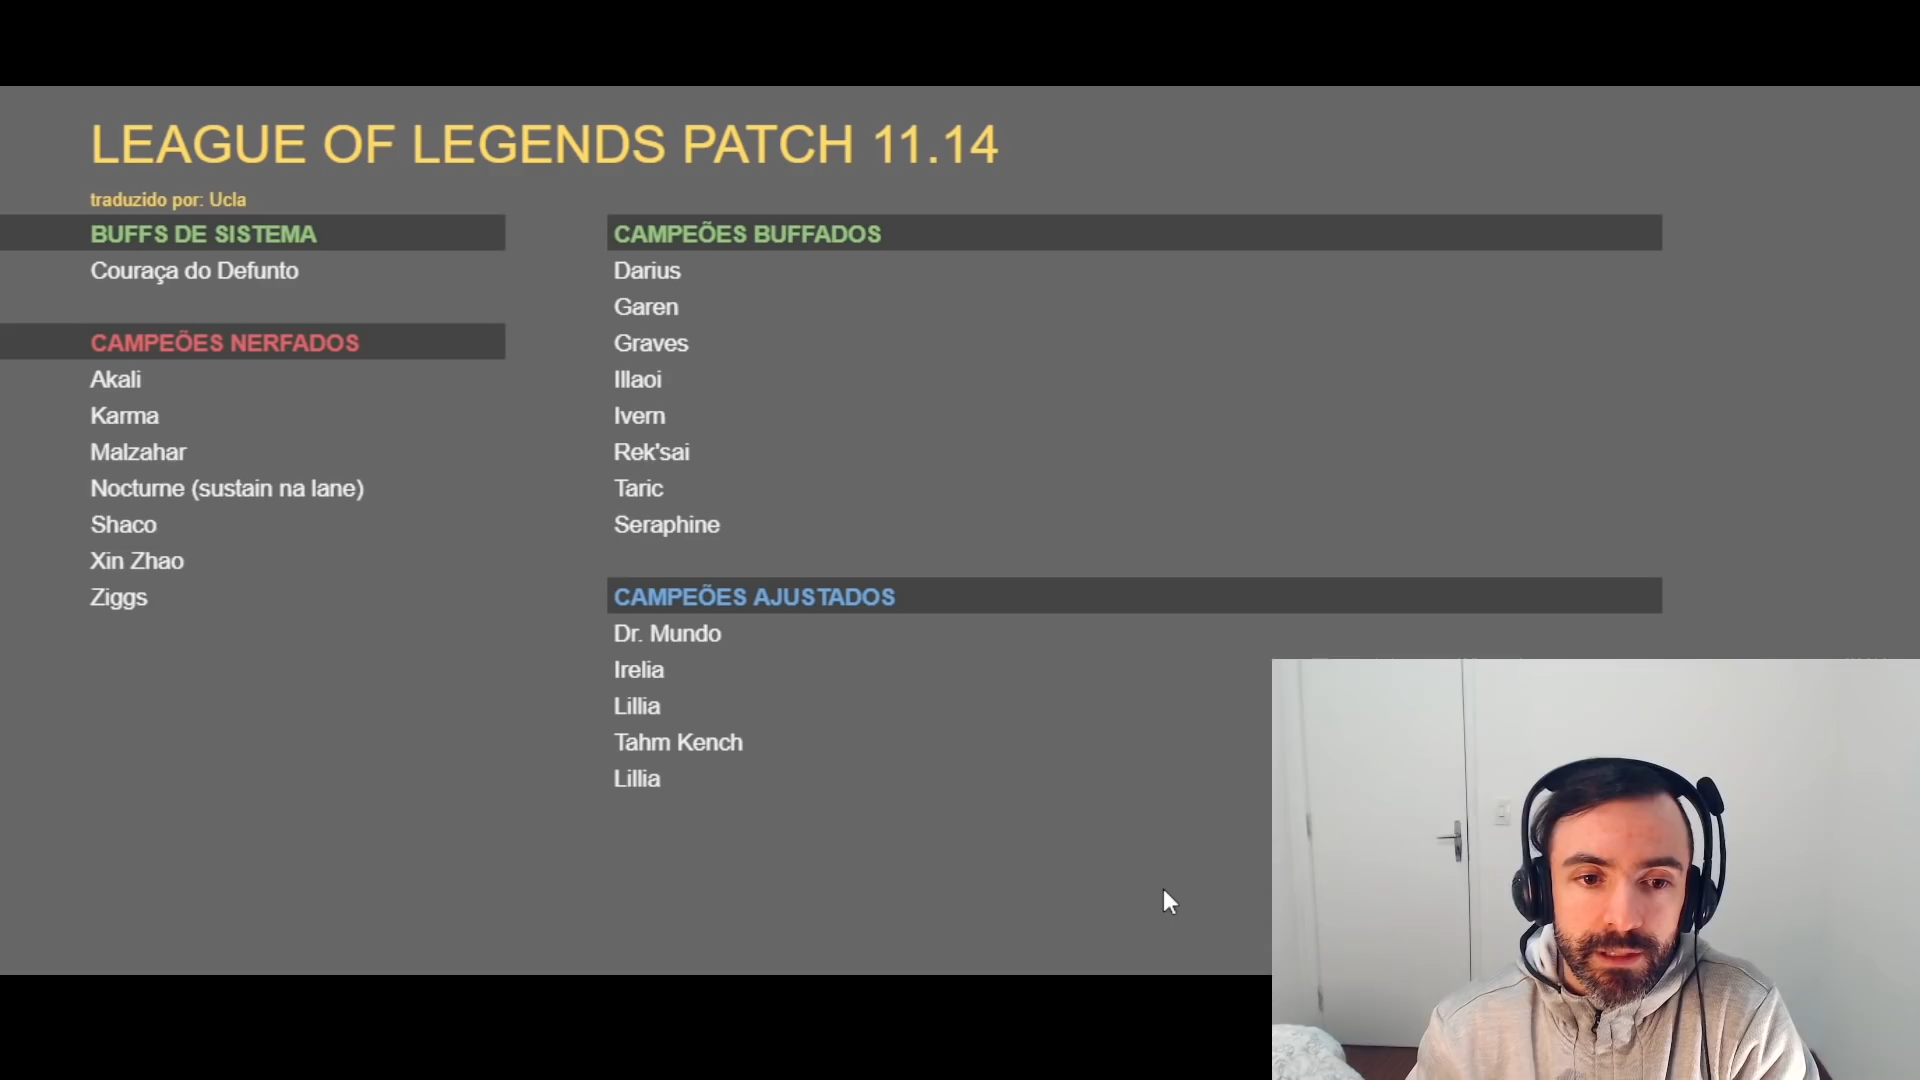 LEAGUE OF LEGENDS PATCH 11.14
traduzido por: Ucla
BUFFS DE SISTEMA
Couraça do Defunto
CAMPEÕES NERFADOS
Akali
Karma
Malzahar
Nocturne (sustain na lane)
Shaco
Xin Zhao
Ziggs
CAMPEÕES BUFFADOS
Darius
Garen
Graves
Illaoi
Ivern
Rek'sai
Taric
Seraphine
CAMPEÕES AJUSTADOS
Dr. Mundo
Irelia
Lillia
Tahm Kench
Lillia